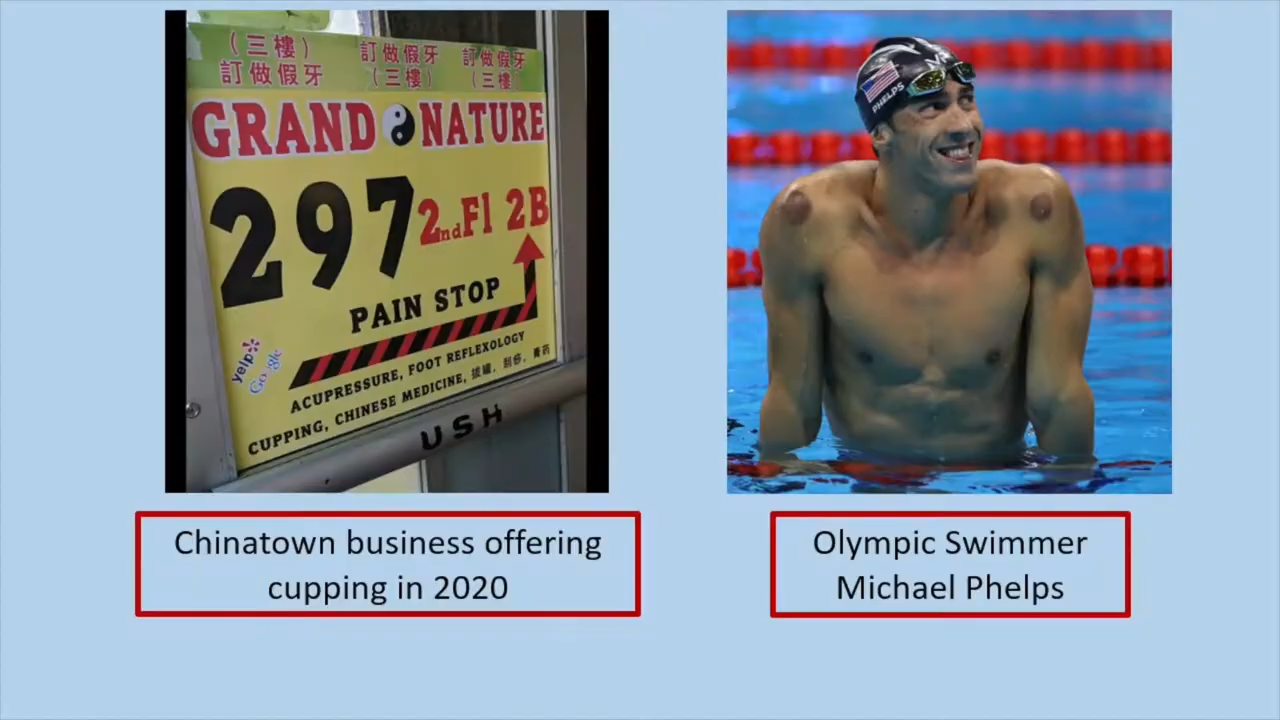 (三樓)
訂做假牙
訂做假牙
(三樓)
訂做假牙
(三樓)
GRAND NATURE
297 2nd Fl 2B
PAIN STOP
yelp
Google
ACUPRESSURE, FOOT REFLEXOLOGY
CUPPING, CHINESE MEDICINE, 拔罐, 刮痧, 膏药
USH
PHELPS
Chinatown business offering
cupping in 2020
Olympic Swimmer
Michael Phelps